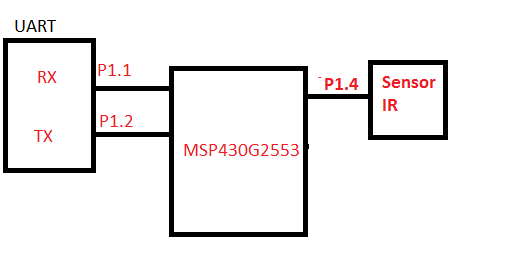 UART
RX
P1.1
TX
P1.2
MSP430G2553
P1.4
Sensor
IR